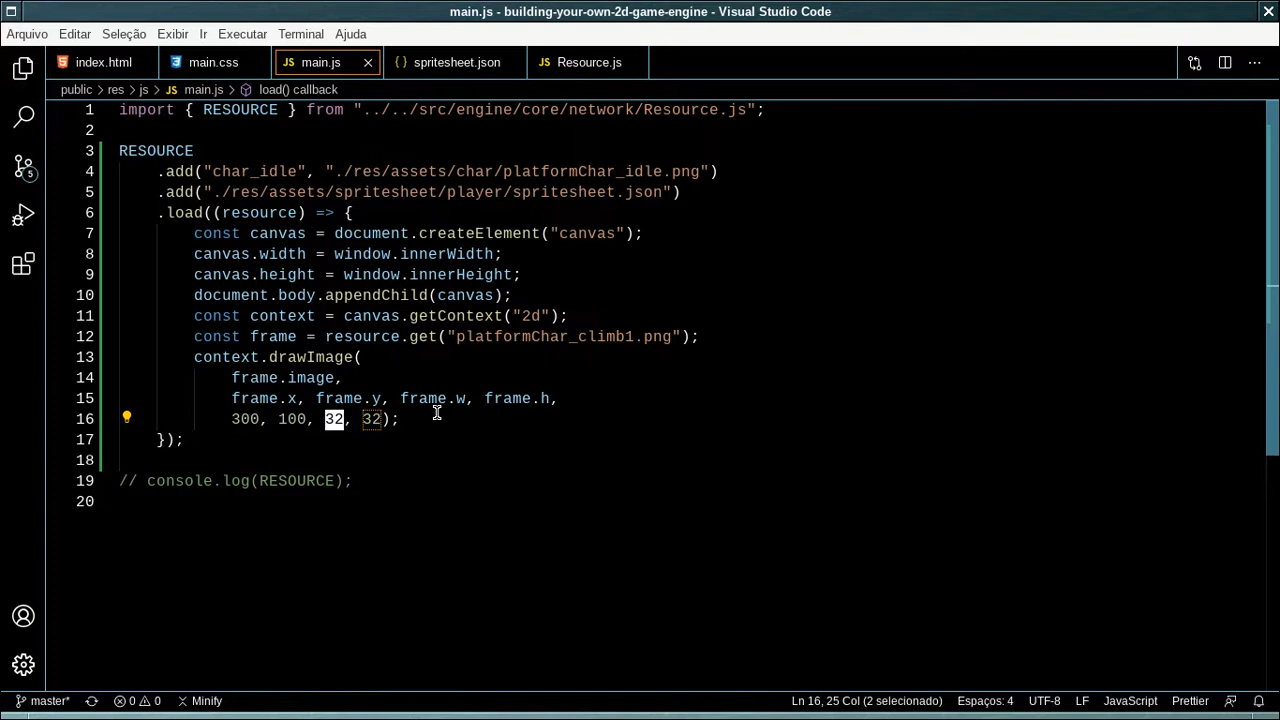 main.js - building-your-own-2d-game-engine - Visual Studio Code
Arquivo Editar Seleção Exibir Ir Executar Terminal Ajuda
index.html main.css JS main.js { } spritesheet.json JS Resource.js
public > res > js > JS main.js > load() callback
1 import { RESOURCE } from "../../src/engine/core/network/Resource.js";
2
3 RESOURCE
4 .add("char_idle", "./res/assets/char/platformChar_idle.png")
5 .add("./res/assets/spritesheet/player/spritesheet.json")
6 .load((resource) => {
7 const canvas = document.createElement("canvas");
8 canvas.width = window.innerWidth;
9 canvas.height = window.innerHeight;
10 document.body.appendChild(canvas);
11 const context = canvas.getContext("2d");
12 const frame = resource.get("platformChar_climb1.png");
13 context.drawImage(
14 frame.image,
15 frame.x, frame.y, frame.w, frame.h,
16 300, 100, 32, 32);
17 });
18
19 // console.log(RESOURCE);
20
5
master* 0 0 Minify Ln 16, 25 Col (2 selecionado) Espaços: 4 UTF-8 LF JavaScript Prettier